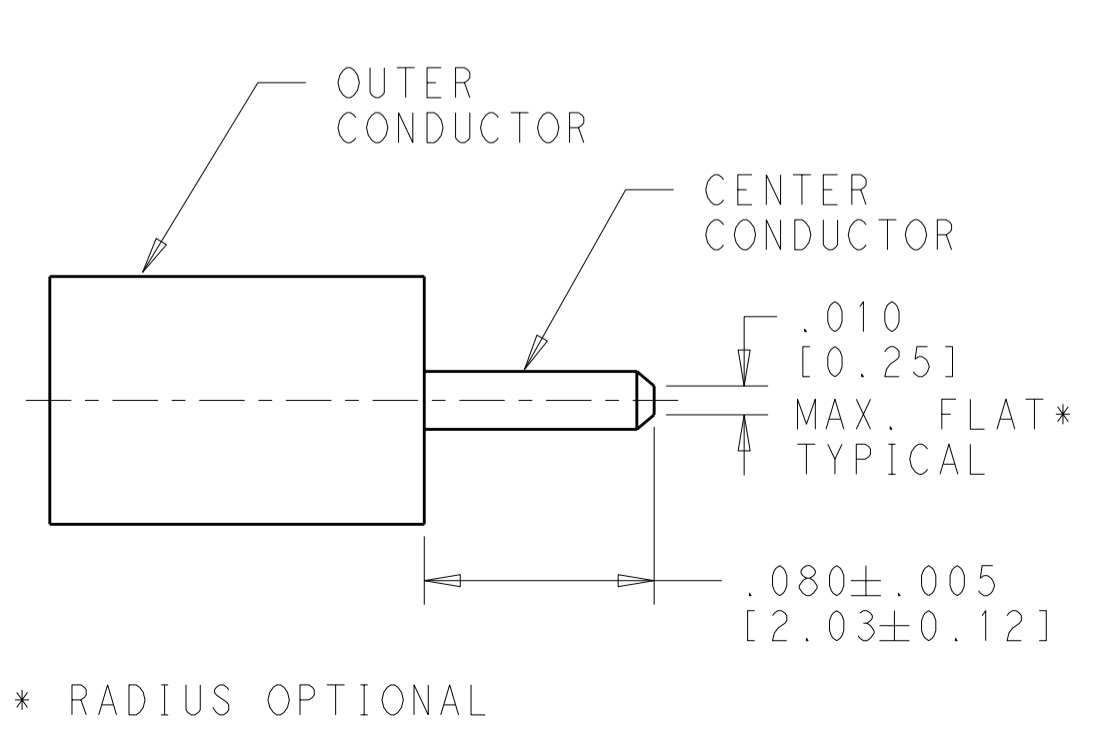 OUTER
CONDUCTOR
CENTER
CONDUCTOR
.010
[0.25]
MAX. FLAT*
TYPICAL
.080±.005
[2.03±0.12]
* RADIUS OPTIONAL